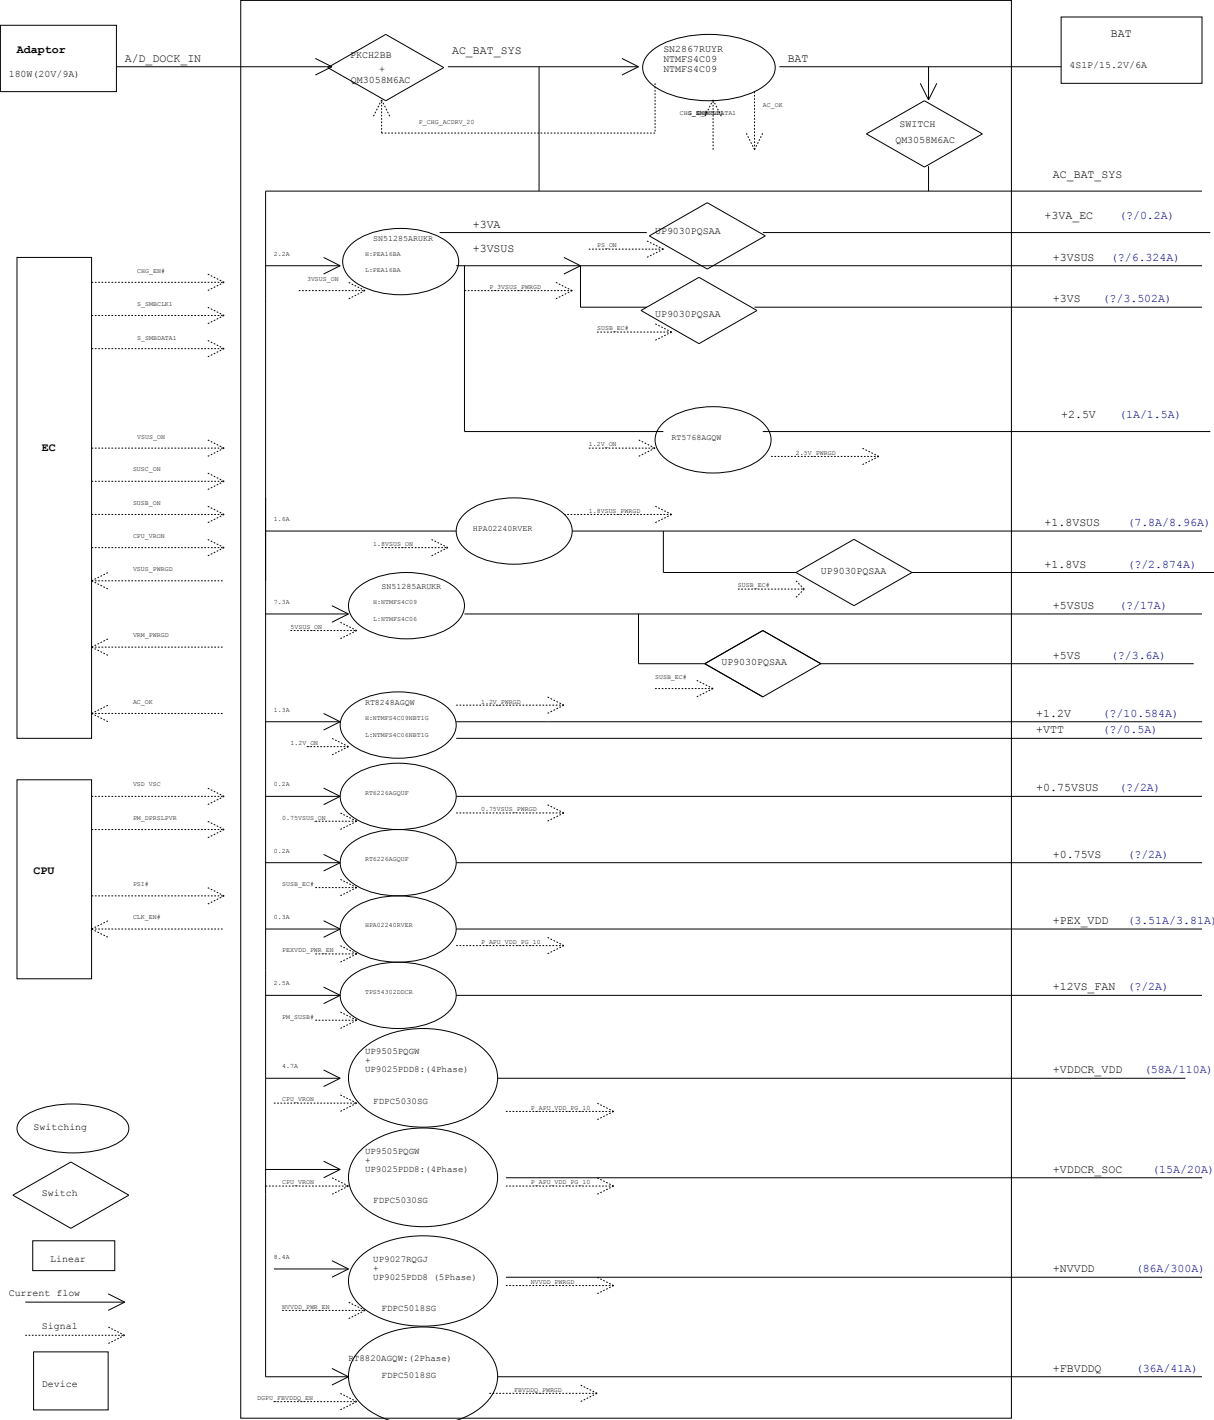 Adaptor
180W(20V/9A)
A/D_DOCK_IN
PKCH2BB
+
QM3058M6AC
AC_BAT_SYS
SN2867RUYR
NTMFS4C09
NTMFS4C09
BAT
BAT
4S1P/15.2V/6A
P_CHG_ACDRV_20
AC_OK
SWITCH
QM3058M6AC
AC_BAT_SYS
2.2A
SN51285ARUKR
H:PEA16BA
L:PEA16BA
3VSUS_ON
+3VA
+3VSUS
PS_ON
UP9030PQSAA
+3VA_EC (?/0.2A)
+3VSUS (?/6.324A)
P_3VSUS_PWRGD
UP9030PQSAA
SUSB_EC#
+3VS (?/3.502A)
1.2V_ON
RT5768AGQW
2.5V_PWRGD
+2.5V (1A/1.5A)
EC
CHG_EN#
S_SMBCLK1
S_SMBDATA1
VSUS_ON
SUSC_ON
SUSB_ON
CPU_VRON
VSUS_PWRGD
VRM_PWRGD
AC_OK
1.6A
HPA02240RVER
1.8VSUS_PWRGD
1.8VSUS_ON
+1.8VSUS (7.8A/8.96A)
UP9030PQSAA
SUSB_EC#
+1.8VS (?/2.874A)
7.3A
SN51285ARUKR
H:NTMFS4C09
L:NTMFS4C06
5VSUS_ON
+5VSUS (?/17A)
UP9030PQSAA
SUSB_EC#
+5VS (?/3.6A)
1.3A
RT8248AGQW
H:NTMFS4C09NBT1G
L:NTMFS4C06NBT1G
1.2V_ON
1.2V_PWRGD
+1.2V (?/10.584A)
+VTT (?/0.5A)
CPU
VSD VSC
PM_DPRSLPVR
PSI#
CLK_EN#
0.2A
RT6226AGQUF
0.75VSUS_ON
0.75VSUS_PWRGD
+0.75VSUS (?/2A)
0.2A
RT6226AGQUF
SUSB_EC#
+0.75VS (?/2A)
0.3A
HPA02240RVER
PEXVDD_PWR_EN
P_APU_VDD_PG_10
+PEX_VDD (3.51A/3.81A)
2.5A
TPS54302DDCR
PM_SUSB#
+12VS_FAN (?/2A)
4.7A
UP9505PQGW
+
UP9025PDD8:(4Phase)
FDPC5030SG
CPU_VRON
P_APU_VDD_PG_10
+VDDCR_VDD (58A/110A)
UP9505PQGW
+
UP9025PDD8:(4Phase)
FDPC5030SG
CPU_VRON
P_APU_VDD_PG_10
+VDDCR_SOC (15A/20A)
8.4A
UP9027RQGJ
+
UP9025PDD8 (5Phase)
FDPC5018SG
NVVDD_PWR_EN
NVVDD_PWRGD
+NVVDD (86A/300A)
RT8820AGQW:(2Phase)
FDPC5018SG
DGPU_FBVDDQ_EN
FBVDDQ_PWRGD
+FBVDDQ (36A/41A)
Switching
Switch
Linear
Current flow
Signal
Device